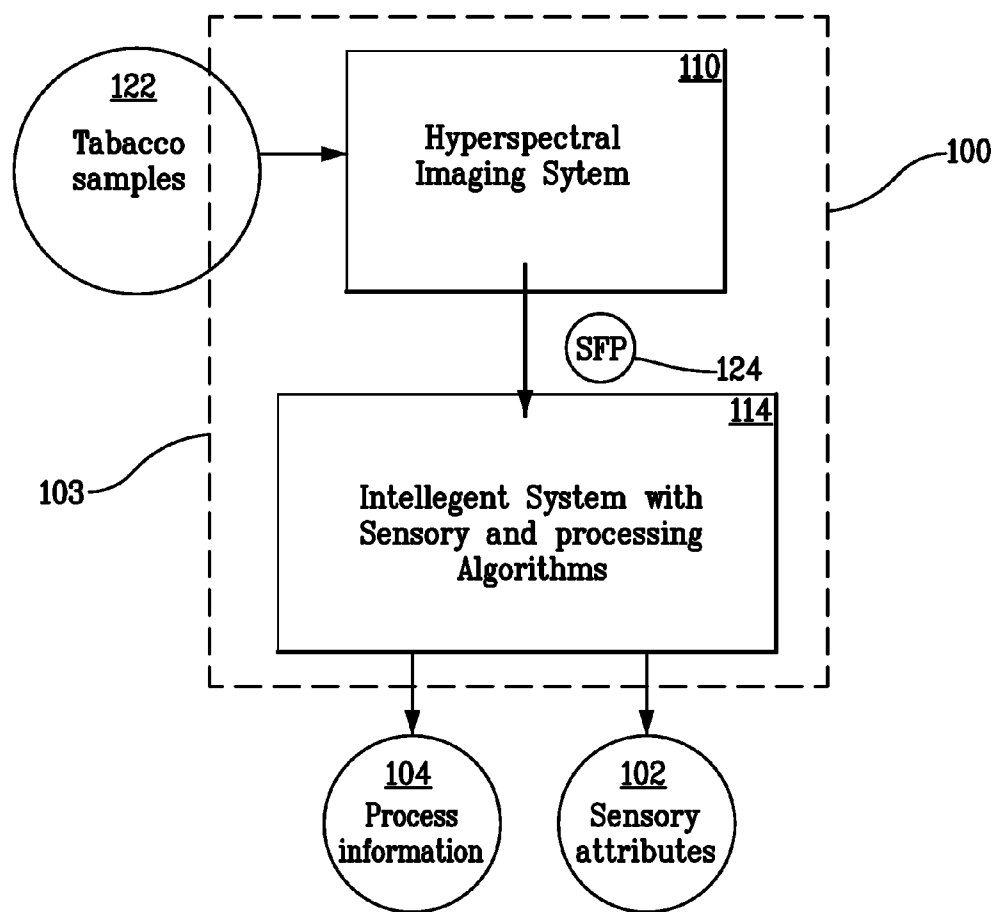 122
Tabacco
samples
110
Hyperspectral
Imaging Sytem
100
SFP
124
114
103
Intellegent System with
Sensory and processing
Algorithms
104
Process
information
102
Sensory
attributes